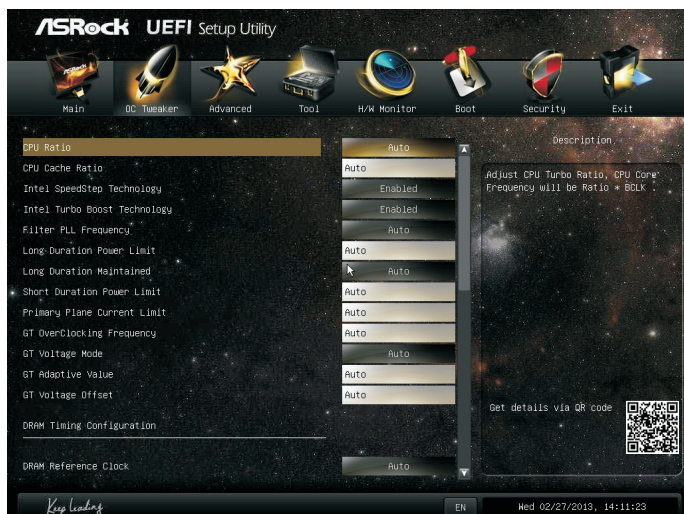 ASRock UEFI Setup Utility
Main OC Tweaker Advanced Tool H/W Monitor Boot Security Exit
CPU Ratio Auto
CPU Cache Ratio Auto
Intel SpeedStep Technology Enabled
Intel Turbo Boost Technology Enabled
Filter PLL Frequency Auto
Long Duration Power Limit Auto
Long Duration Maintained Auto
Short Duration Power Limit Auto
Primary Plane Current Limit Auto
GT OverClocking Frequency Auto
GT Voltage Mode Auto
GT Adaptive Value Auto
GT Voltage Offset Auto
DRAM Timing Configuration
DRAM Reference Clock Auto
Description
Adjust CPU Turbo Ratio, CPU Core
Frequency will be Ratio * BCLK .
Get details via QR code
Keep Leading
EN
Wed 02/27/2013, 14:11:23